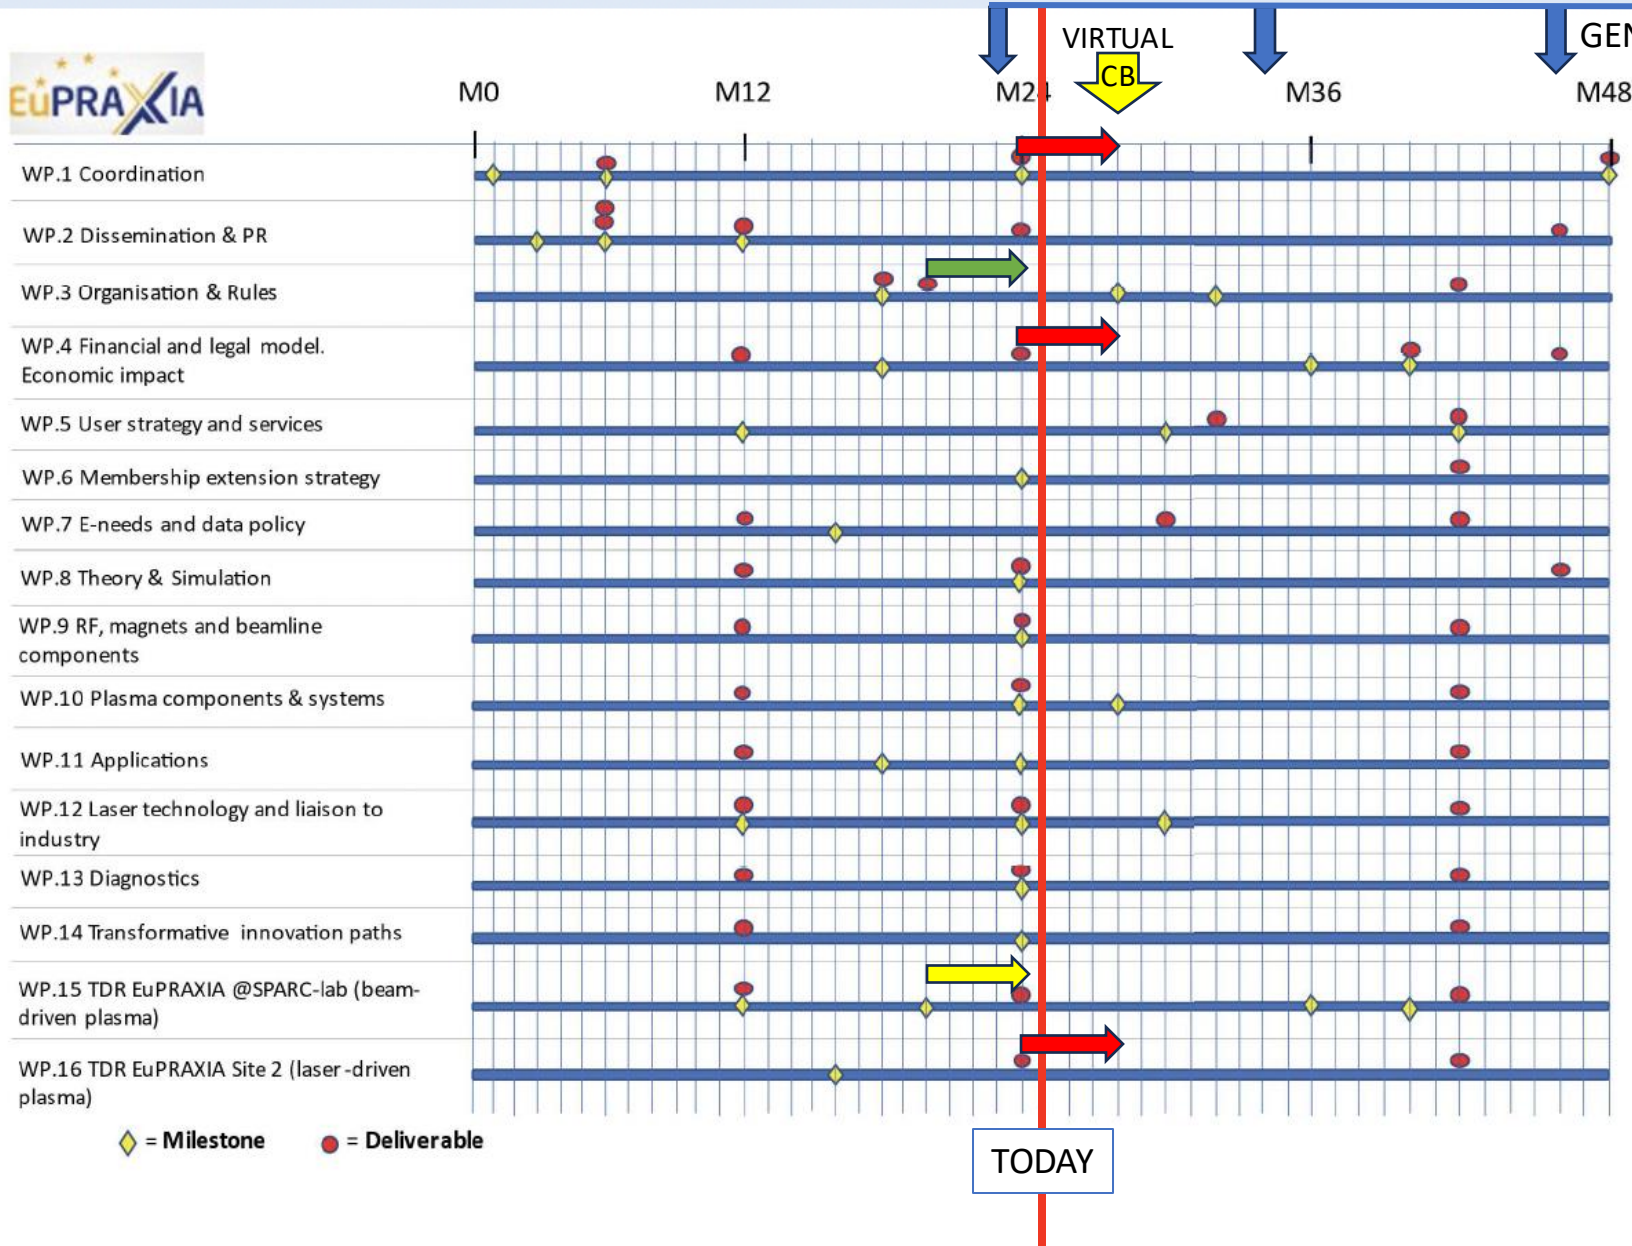 GEN
VIRTUAL
CB
EuPRAXIA
M0
M12
M24
M36
M48
WP.1 Coordination
WP.2 Dissemination & PR
WP.3 Organisation & Rules
WP.4 Financial and legal model.
Economic impact
WP.5 User strategy and services
WP.6 Membership extension strategy
WP.7 E-needs and data policy
WP.8 Theory & Simulation
WP.9 RF, magnets and beamline
components
WP.10 Plasma components & systems
WP.11 Applications
WP.12 Laser technology and liaison to
industry
WP.13 Diagnostics
WP.14 Transformative innovation paths
WP.15 TDR EuPRAXIA @SPARC-lab (beam-
driven plasma)
WP.16 TDR EuPRAXIA Site 2 (laser-driven
plasma)
= Milestone
= Deliverable
TODAY